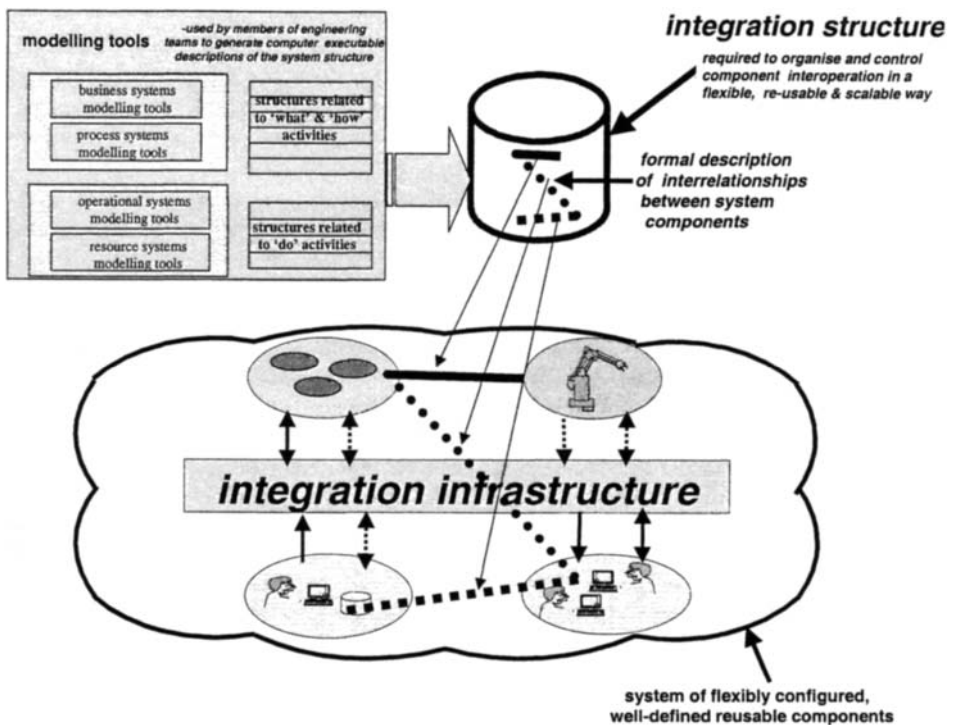 modelling tools
-used by members of engineering
teams to generate computer executable
descriptions of the system structure
business systems
modelling tools
process systems
modelling tools
structures related
to 'what' & 'how'
activities
operational systems
modelling tools
resource systems
modelling tools
structures related
to 'do' activities
integration structure
required to organise and control
component interoperation in a
flexible, re-usable & scalable way
formal description
of interrelationships
between system
components
integration infrastructure
system of flexibly configured,
well-defined reusable components